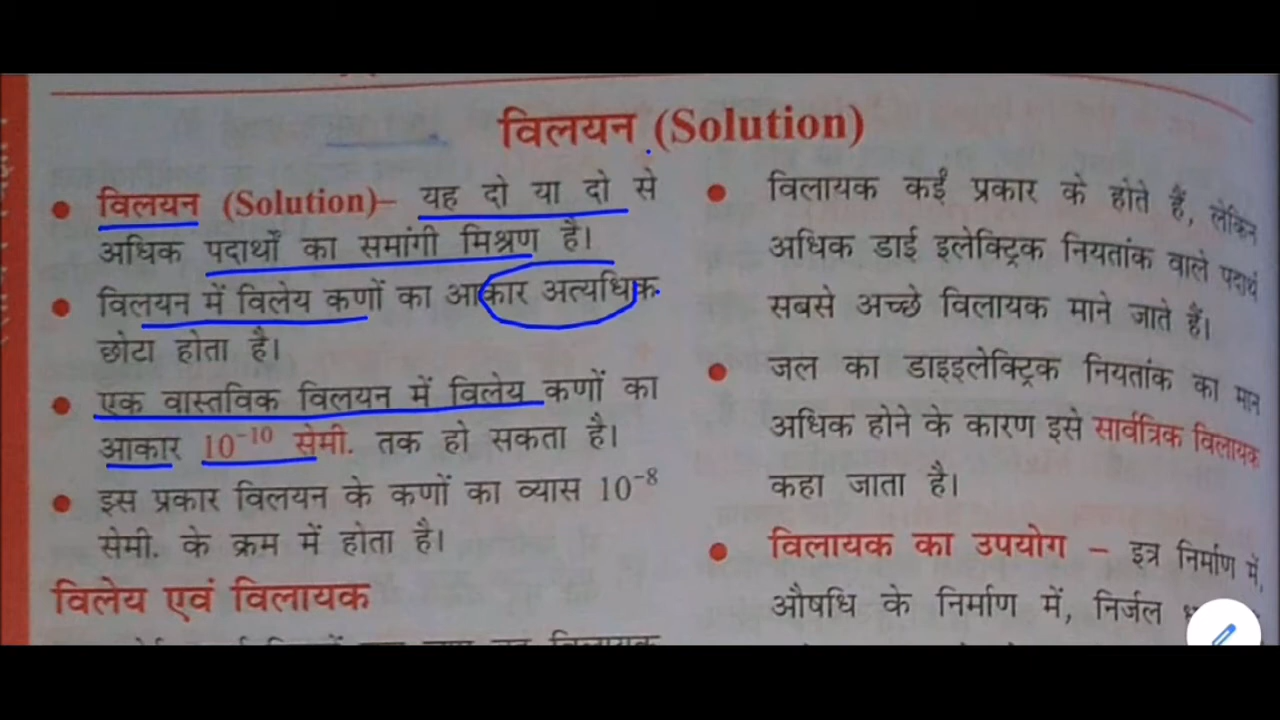 विलयन (Solution)
विलयन (Solution)– यह दो या दो से
अधिक पदार्थों का समांगी मिश्रण है।
विलयन में विलेय कणों का आकार अत्यधिक
छोटा होता है।
एक वास्तविक विलयन में विलेय कणों का
आकार 10⁻¹⁰ सेमी. तक हो सकता है।
इस प्रकार विलयन के कणों का व्यास 10⁻⁸
सेमी. के क्रम में होता है।
विलेय एवं विलायक
विलायक
विलायक कईं प्रकार के होते हैं, लेकिन
अधिक डाई इलेक्ट्रिक नियतांक वाले पदार्थ
सबसे अच्छे विलायक माने जाते हैं।
जल का डाइइलेक्ट्रिक नियतांक का मान
अधिक होने के कारण इसे सार्वत्रिक विलायक
कहा जाता है।
विलायक का उपयोग – इत्र निर्माण में,
औषधि के निर्माण में, निर्जल